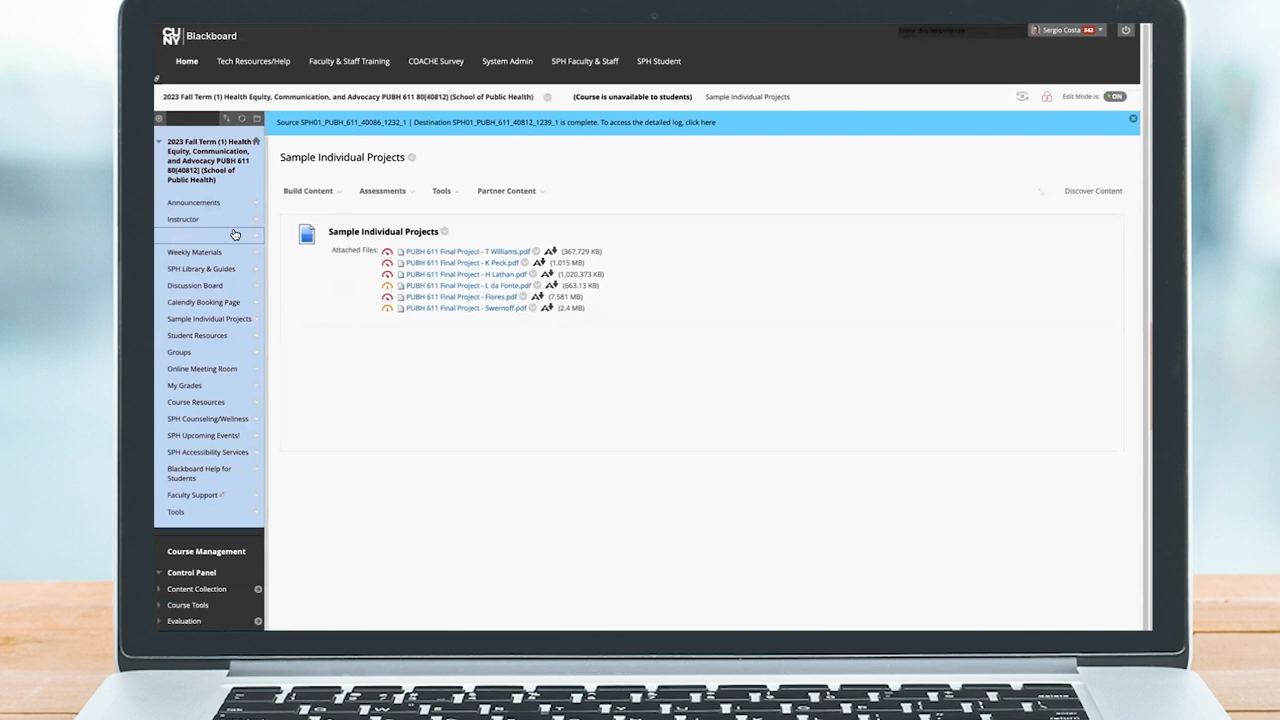 CUNY Blackboard
Sergio Costa 342
Home Tech Resources/Help Faculty & Staff Training COACHE Survey System Admin SPH Faculty & Staff SPH Student
2023 Fall Term (1) Health Equity, Communication, and Advocacy PUBH 611 80[40812] (School of Public Health) (Course is unavailable to students) Sample Individual Projects Edit Mode is: ON
Source SPH01_PUBH_611_40086_1232_1 | Destination SPH01_PUBH_611_40812_1239_1 is complete. To access the detailed log, click here
2023 Fall Term (1) Health
Equity, Communication,
and Advocacy PUBH 611
80[40812] (School of
Public Health)
Announcements
Instructor
Weekly Materials
SPH Library & Guides
Discussion Board
Calendly Booking Page
Sample Individual Projects
Student Resources
Groups
Online Meeting Room
My Grades
Course Resources
SPH Counseling/Wellness
SPH Upcoming Events!
SPH Accessibility Services
Blackboard Help for
Students
Faculty Support
Tools
Course Management
Control Panel
Content Collection
Course Tools
Evaluation
Sample Individual Projects
Build Content Assessments Tools Partner Content Discover Content
Sample Individual Projects
Attached Files: PUBH 611 Final Project - T Williams.pdf (367.729 KB)
PUBH 611 Final Project - K Peck.pdf (1.015 MB)
PUBH 611 Final Project - H Lathan.pdf (1,020.373 KB)
PUBH 611 Final Project - L da Fonte.pdf (663.13 KB)
PUBH 611 Final Project - Flores.pdf (7.581 MB)
PUBH 611 Final Project - Swernoff.pdf (2.4 MB)